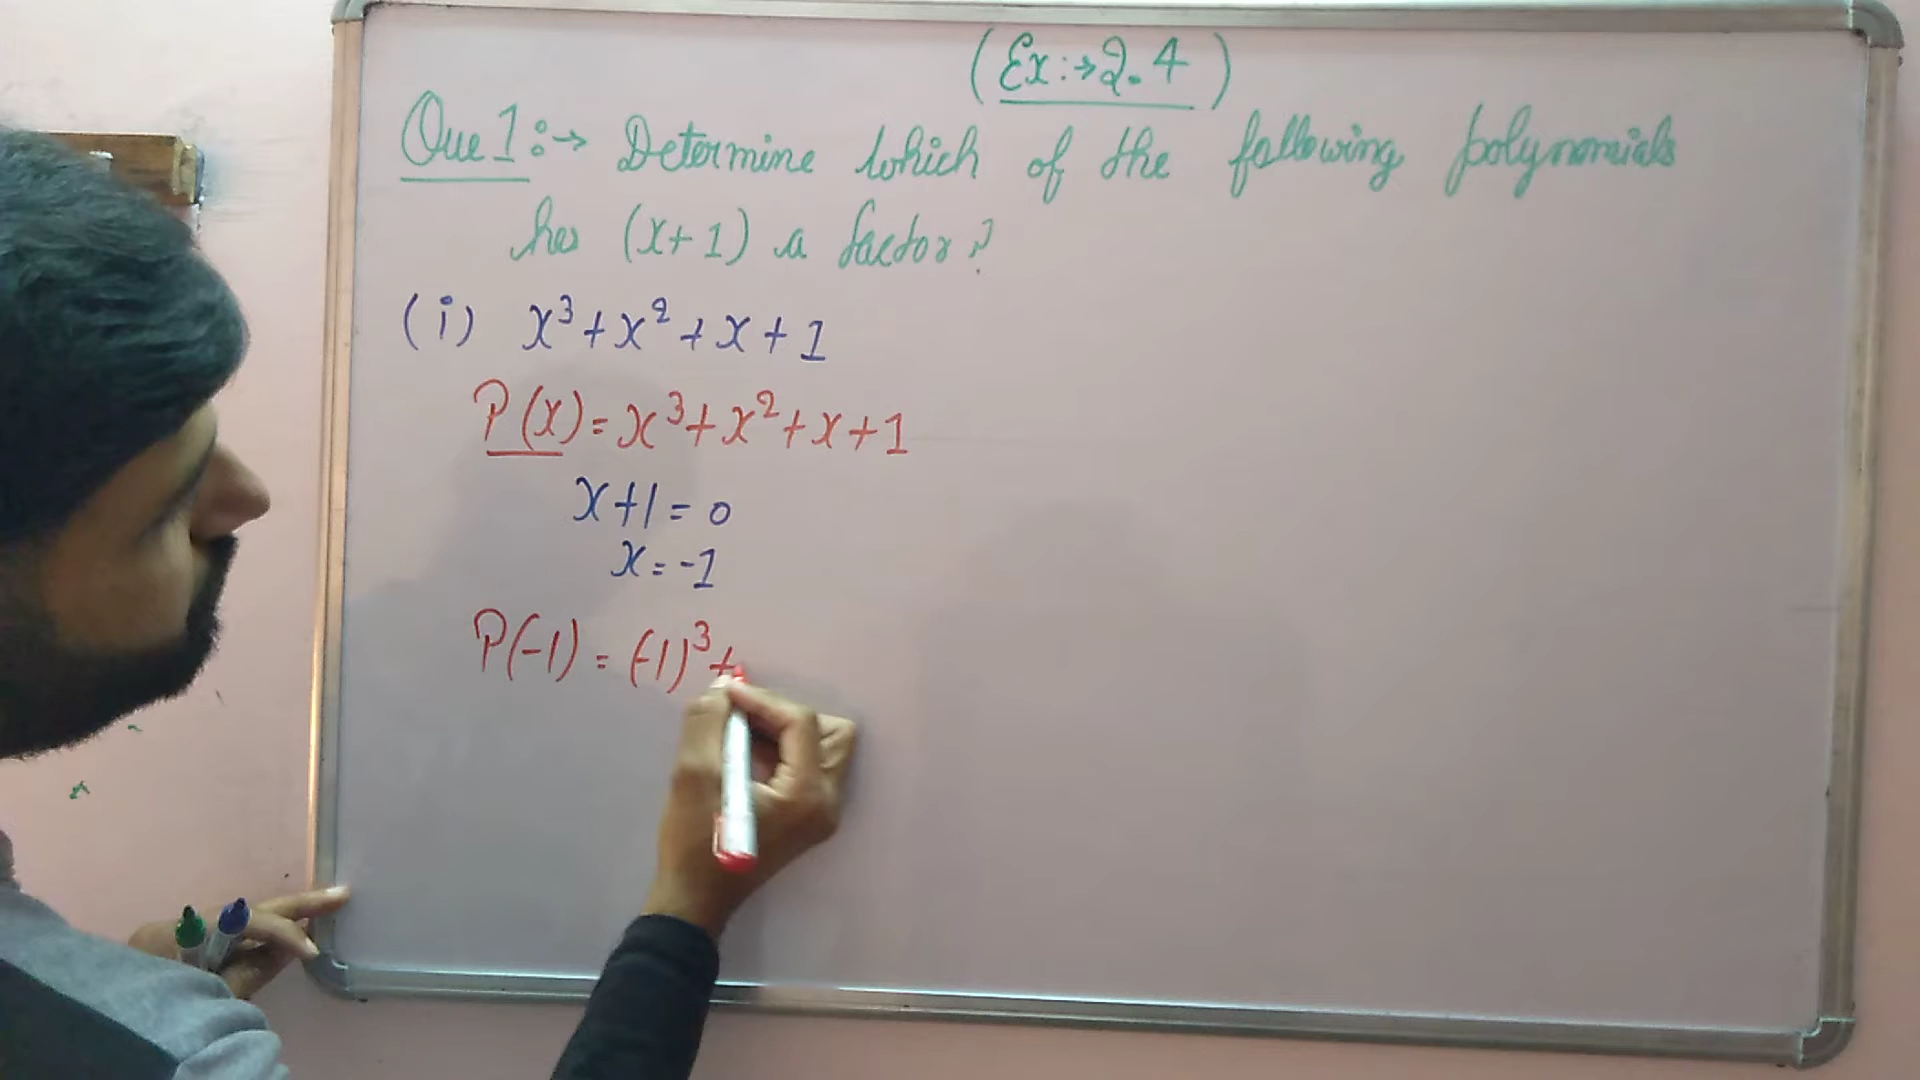 (Ex:→2.4)
Que 1:→ Determine which of the following polynomials
has (x+1) a factor?
(i) x³+x²+x+1
P(x)=x³+x²+x+1
x+1=0
x=-1
P(-1)=(-1)³+